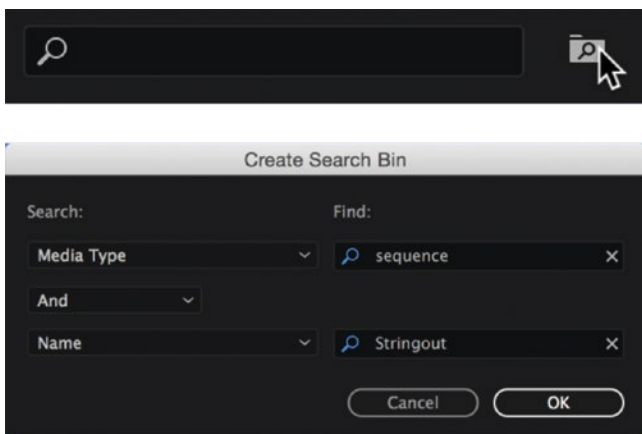 Create Search Bin
Search: Find:
Media Type sequence
And
Name Stringout
Cancel OK